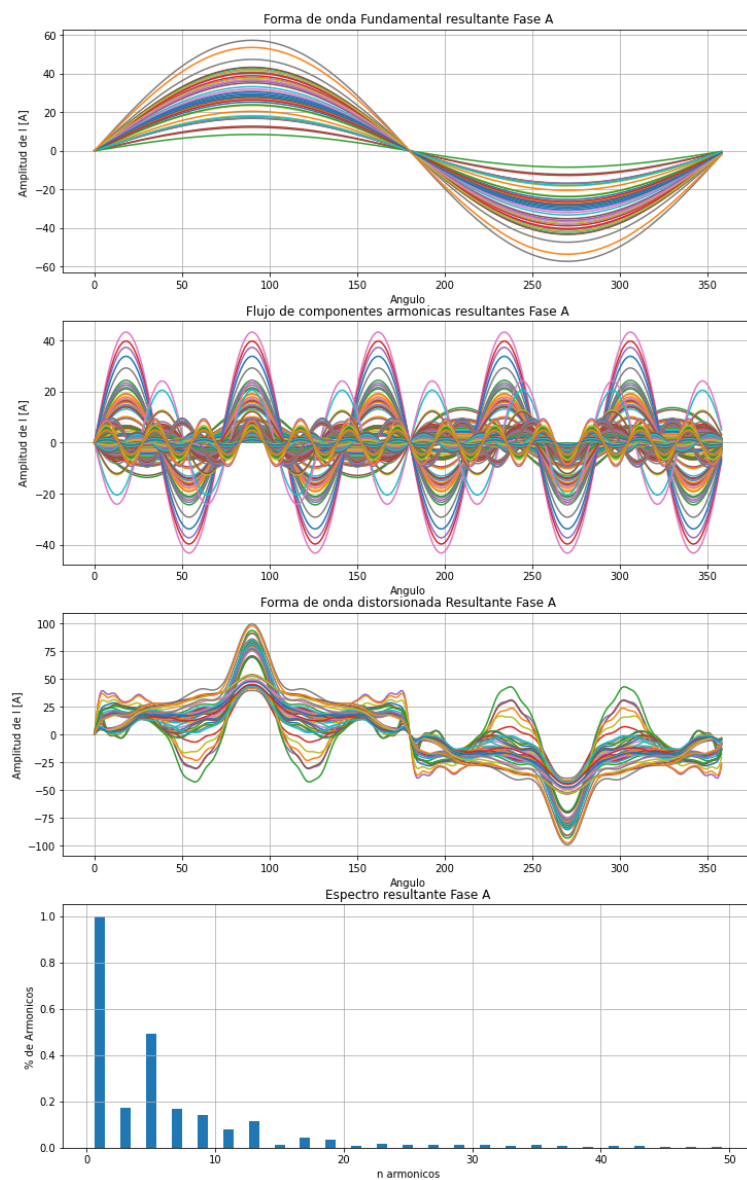 Forma de onda Fundamental resultante Fase A
60
40
20
0
−20
−40
−60
Amplitud de I [A]
0 50 100 150 200 250 300 350
Angulo
Flujo de componentes armonicas resultantes Fase A
40
20
0
−20
−40
Amplitud de I [A]
0 50 100 150 200 250 300 350
Angulo
Forma de onda distorsionada Resultante Fase A
100
75
50
25
0
−25
−50
−75
−100
Amplitud de I [A]
0 50 100 150 200 250 300 350
Angulo
Espectro resultante Fase A
1.0
0.8
0.6
0.4
0.2
0.0
% de Armonicos
0 10 20 30 40 50
n armonicos